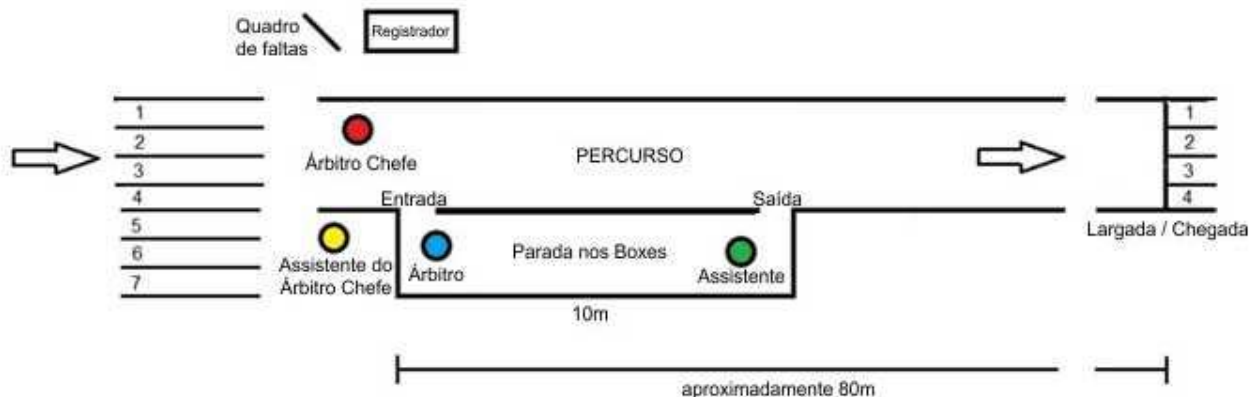 Quadro
de faltas
Registrador
1
2
3
4
5
6
7
Árbitro Chefe
PERCURSO
1
2
3
4
Entrada
Saída
Largada / Chegada
Assistente do
Árbitro Chefe
Árbitro
Parada nos Boxes
Assistente
10m
aproximadamente 80m